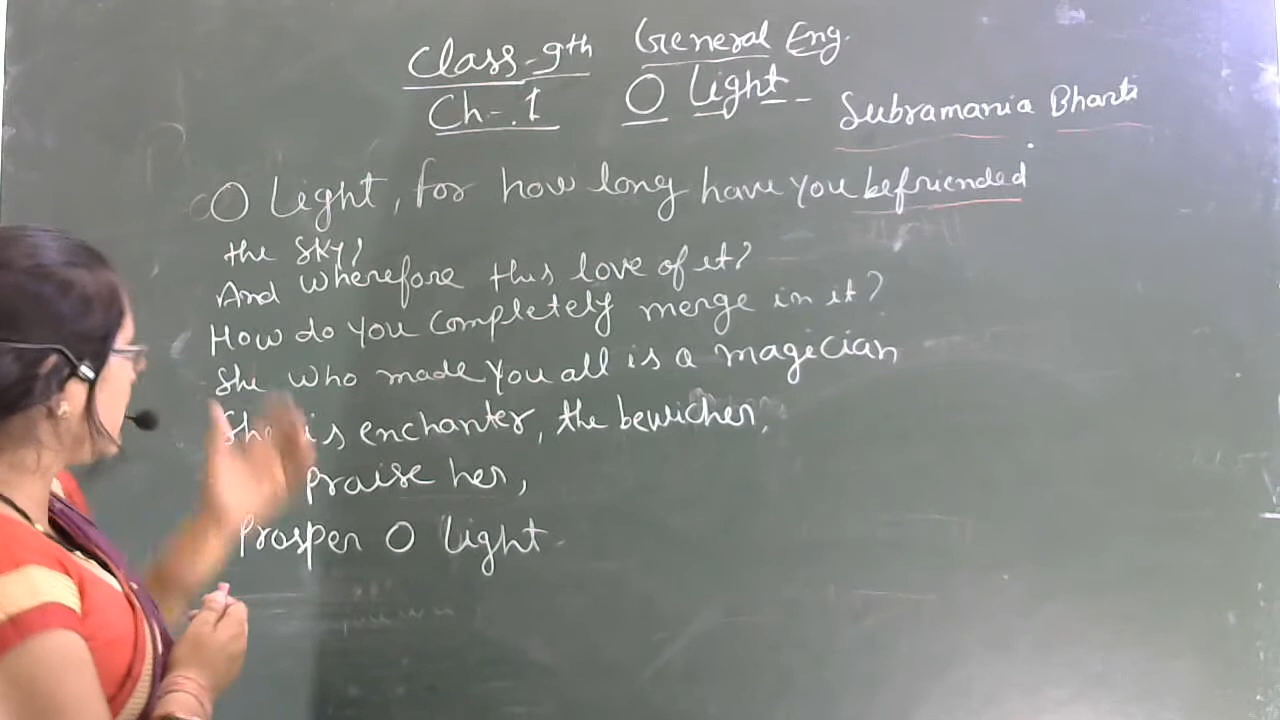 Class-9th General Eng.
Ch-.1 O Light-
Subramania Bharti
O Light, for how long have you befriended
the sky?
And wherefore this love of it?
How do you completely merge in it?
She who made you all is a magician
She is enchanter, the bewicher,
Praise her,
Prosper O Light.